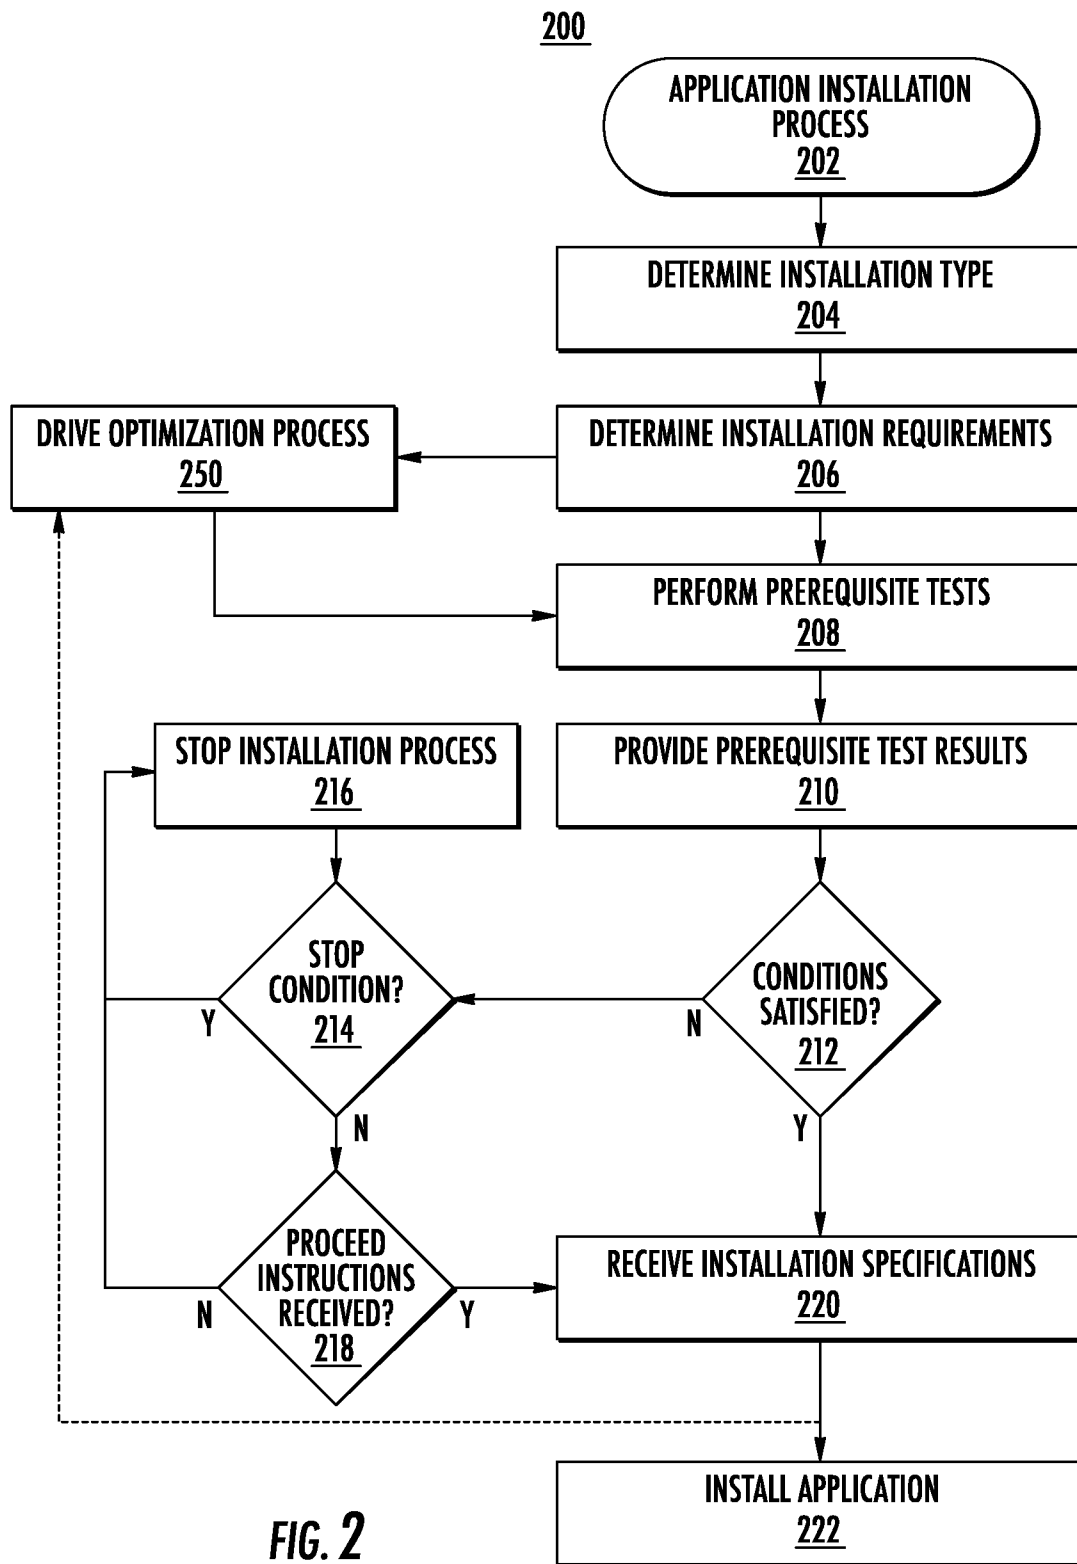 200
APPLICATION INSTALLATION
PROCESS
202
DETERMINE INSTALLATION TYPE
204
DRIVE OPTIMIZATION PROCESS
250
DETERMINE INSTALLATION REQUIREMENTS
206
PERFORM PREREQUISITE TESTS
208
STOP INSTALLATION PROCESS
216
PROVIDE PREREQUISITE TEST RESULTS
210
STOP
CONDITION?
214
Y
N
CONDITIONS
SATISFIED?
212
N
Y
PROCEED
INSTRUCTIONS
RECEIVED?
218
N
Y
RECEIVE INSTALLATION SPECIFICATIONS
220
INSTALL APPLICATION
222
FIG. 2